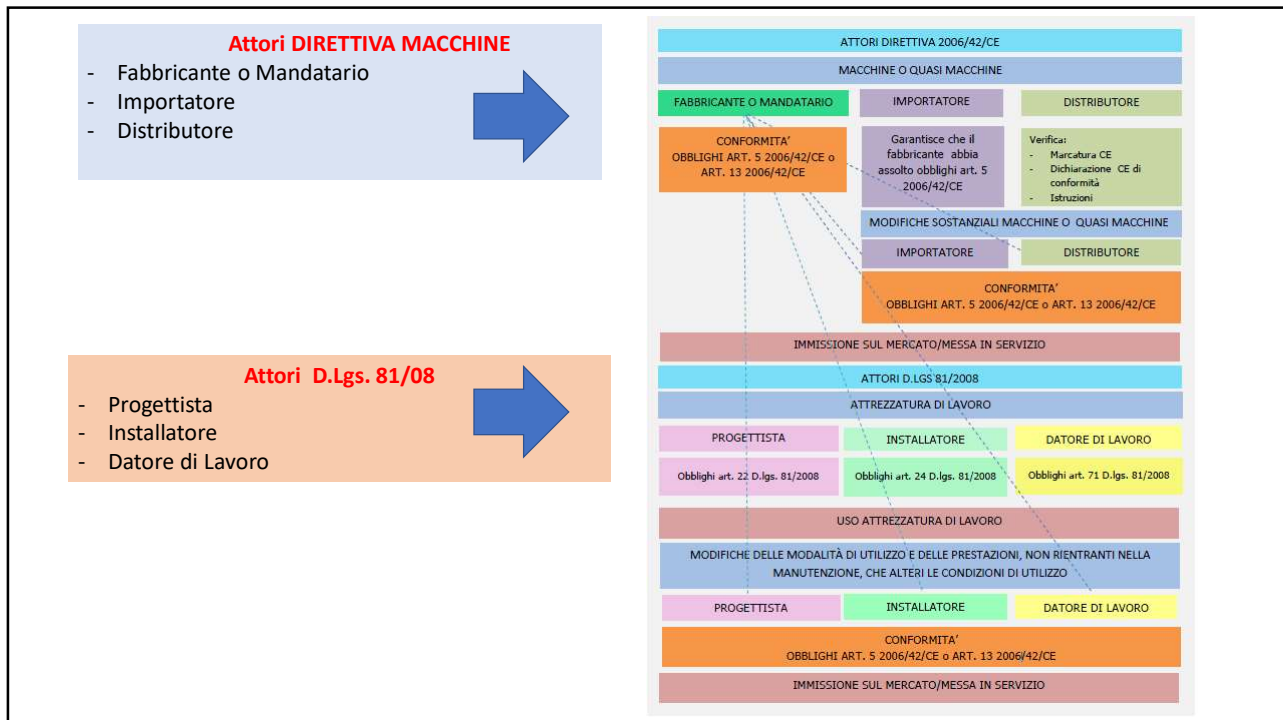 Attori DIRETTIVA MACCHINE
- Fabbricante o Mandatario
- Importatore
- Distributore
Attori D.Lgs. 81/08
- Progettista
- Installatore
- Datore di Lavoro
ATTORI DIRETTIVA 2006/42/CE
MACCHINE O QUASI MACCHINE
FABBRICANTE O MANDATARIO
IMPORTATORE
DISTRIBUTORE
CONFORMITA'
OBBLIGHI ART. 5 2006/42/CE o
ART. 13 2006/42/CE
Garantisce che il
fabbricante abbia
assolto obblighi art. 5
2006/42/CE
Verifica:
- Marcatura CE
- Dichiarazione CE di
conformità
- Istruzioni
MODIFICHE SOSTANZIALI MACCHINE O QUASI MACCHINE
IMPORTATORE
DISTRIBUTORE
CONFORMITA'
OBBLIGHI ART. 5 2006/42/CE o ART. 13 2006/42/CE
IMMISSIONE SUL MERCATO/MESSA IN SERVIZIO
ATTORI D.LGS 81/2008
ATTREZZATURA DI LAVORO
PROGETTISTA
INSTALLATORE
DATORE DI LAVORO
Obblighi art. 22 D.lgs. 81/2008
Obblighi art. 24 D.lgs. 81/2008
Obblighi art. 71 D.lgs. 81/2008
USO ATTREZZATURA DI LAVORO
MODIFICHE DELLE MODALITÀ DI UTILIZZO E DELLE PRESTAZIONI, NON RIENTRANTI NELLA
MANUTENZIONE, CHE ALTERI LE CONDIZIONI DI UTILIZZO
PROGETTISTA
INSTALLATORE
DATORE DI LAVORO
CONFORMITA'
OBBLIGHI ART. 5 2006/42/CE o ART. 13 2006/42/CE
IMMISSIONE SUL MERCATO/MESSA IN SERVIZIO